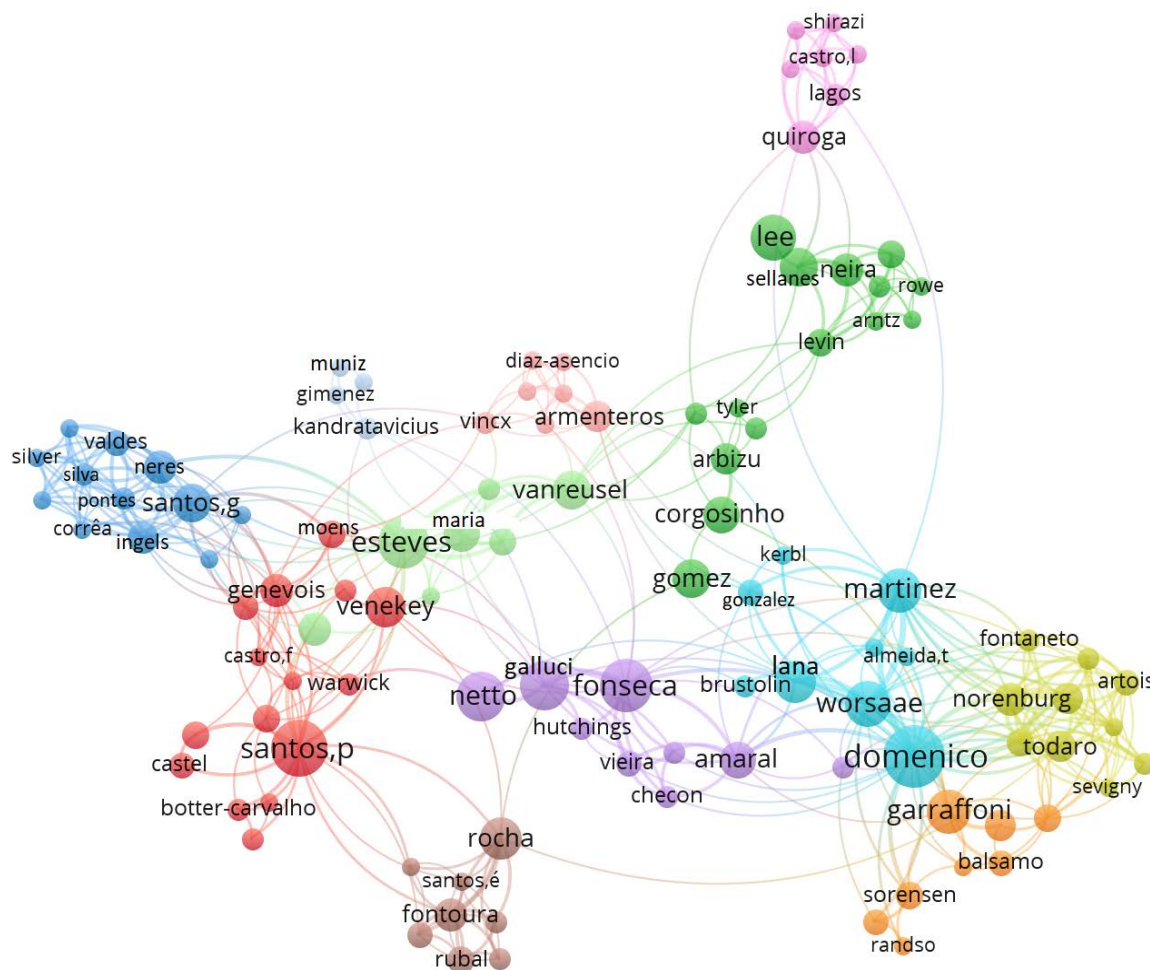 shirazi
castro,l
lagos
quiroga
lee
sellanes
neira
rowe
arntz
levin
muniz
gimenez
kandratavicius
diaz-asencio
vincx
armenteros
tyler
arbizu
silver
valdes
silva
neres
pontes
santos,g
corrêa
ingels
vanreusel
maria
esteves
moens
corgosinho
kerbl
gomez
gonzalez
martinez
genevois
venekey
castro,f
warwick
galluci
netto
fonseca
hutchings
lana
brustolin
almeida,t
worsaae
fontaneto
artois
norenburg
todaro
sevigny
santos,p
castel
botter-carvalho
vieira
checon
amaral
domenico
garraffoni
balsamo
sorensen
randso
rocha
santos,é
fontoura
rubal